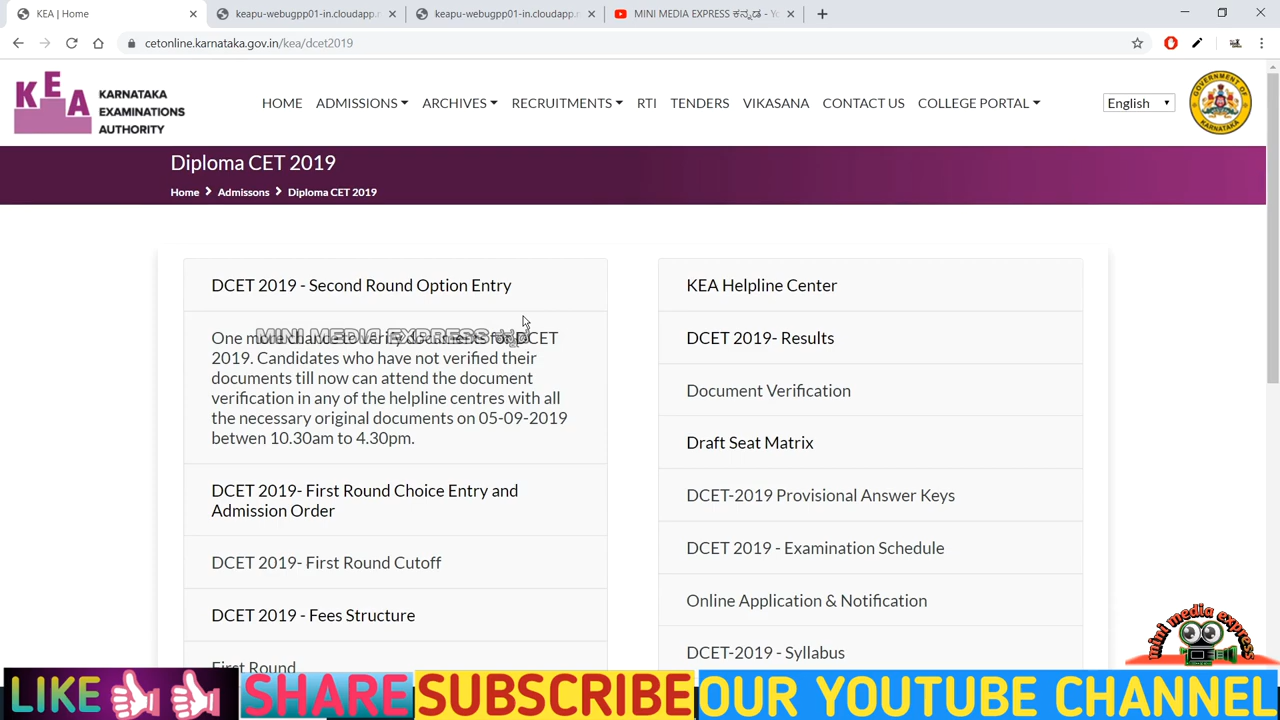 KEA | Home
keapu-webugpp01-in.cloudapp.n
keapu-webugpp01-in.cloudapp.n
MINI MEDIA EXPRESS ಕನ್ನಡ - Yo
cetonline.karnataka.gov.in/kea/dcet2019
KEA
KARNATAKA
EXAMINATIONS
AUTHORITY
HOME ADMISSIONS ARCHIVES RECRUITMENTS RTI TENDERS VIKASANA CONTACT US COLLEGE PORTAL
English
Diploma CET 2019
Home Admissons Diploma CET 2019
DCET 2019 - Second Round Option Entry
MINI MEDIA EXPRESS ಕನ್ನಡ
One more chance to verify documents for DCET
2019. Candidates who have not verified their
documents till now can attend the document
verification in any of the helpline centres with all
the necessary original documents on 05-09-2019
betwen 10.30am to 4.30pm.
DCET 2019- First Round Choice Entry and
Admission Order
DCET 2019- First Round Cutoff
DCET 2019 - Fees Structure
First Round
KEA Helpline Center
DCET 2019- Results
Document Verification
Draft Seat Matrix
DCET-2019 Provisional Answer Keys
DCET 2019 - Examination Schedule
Online Application & Notification
DCET-2019 - Syllabus
mini media express
LIKE SHARE SUBSCRIBE OUR YOUTUBE CHANNEL